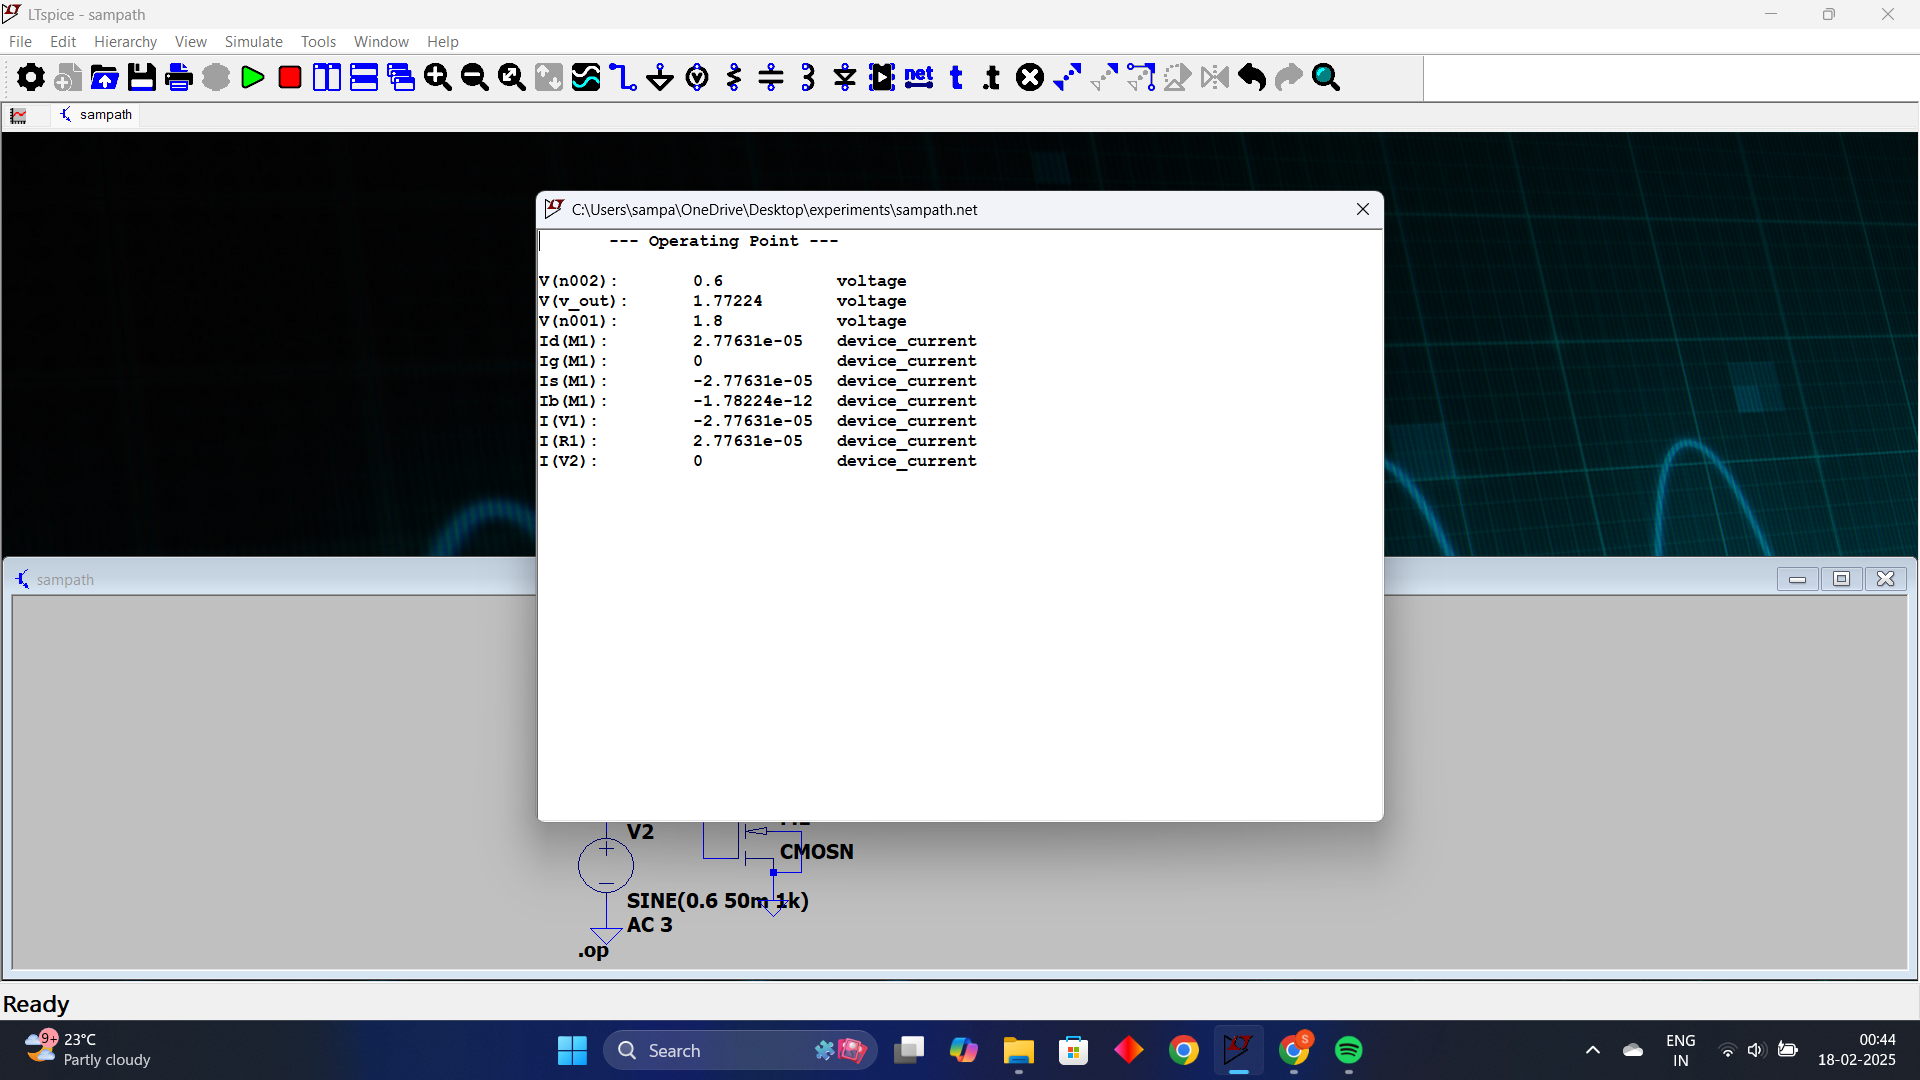 LTspice - sampath
File Edit Hierarchy View Simulate Tools Window Help
net t .t
sampath
C:\Users\sampa\OneDrive\Desktop\experiments\sampath.net
--- Operating Point ---
V(n002): 0.6 voltage
V(v_out): 1.77224 voltage
V(n001): 1.8 voltage
Id(M1): 2.77631e-05 device_current
Ig(M1): 0 device_current
Is(M1): -2.77631e-05 device_current
Ib(M1): -1.78224e-12 device_current
I(V1): -2.77631e-05 device_current
I(R1): 2.77631e-05 device_current
I(V2): 0 device_current
sampath
V2
CMOSN
SINE(0.6 50m 1k)
AC 3
.op
Ready
9+ 23°C
Partly cloudy
Search
S
ENG
IN
00:44
18-02-2025